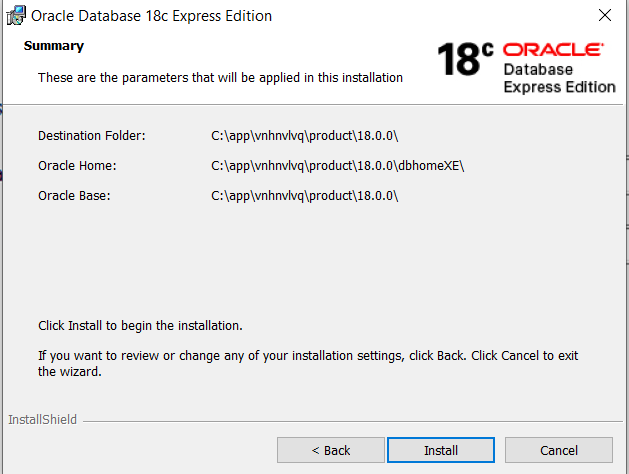 Oracle Database 18c Express Edition
Summary
These are the parameters that will be applied in this installation
18c ORACLE
Database
Express Edition
Destination Folder: C:\app\vnhnvlvq\product\18.0.0\
Oracle Home: C:\app\vnhnvlvq\product\18.0.0\dbhomeXE\
Oracle Base: C:\app\vnhnvlvq\product\18.0.0\
Click Install to begin the installation.
If you want to review or change any of your installation settings, click Back. Click Cancel to exit
the wizard.
InstallShield
< Back Install Cancel